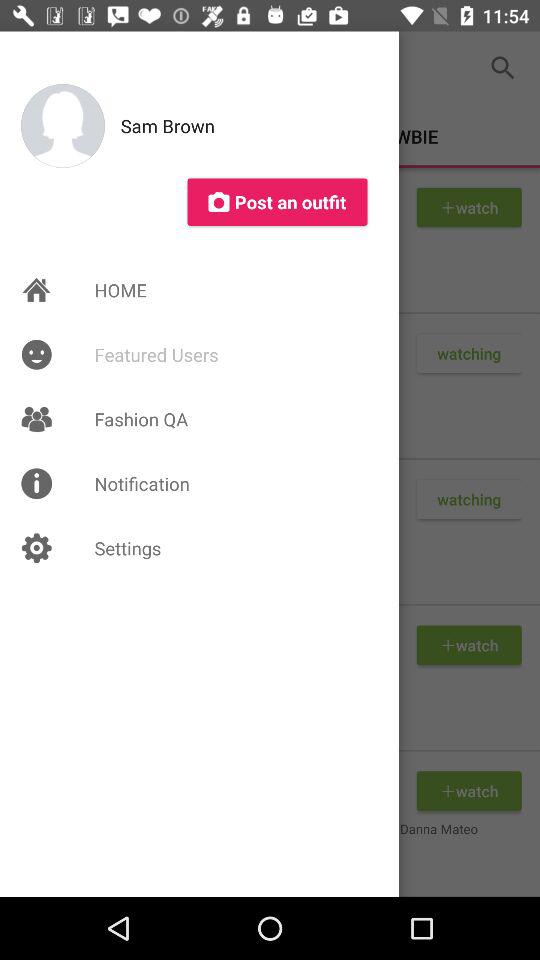 FAKE
11:54
Sam Brown
WBIE
Post an outfit
+watch
HOME
Featured Users
watching
Fashion QA
Notification
watching
Settings
+watch
+watch
Danna Mateo